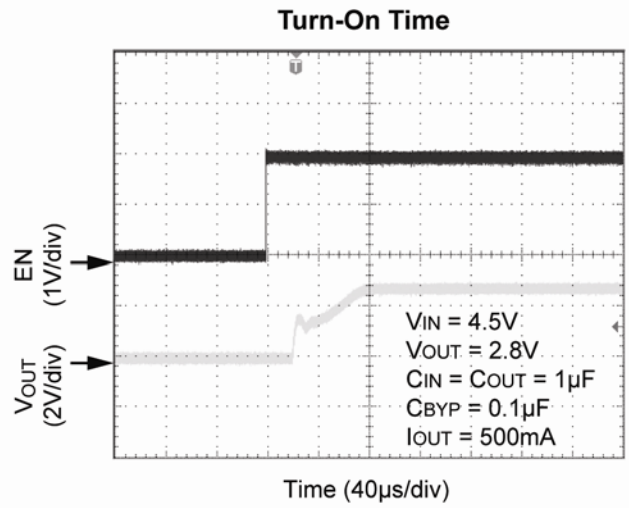 Turn-On Time
T
EN
(1V/div)
VOUT
(2V/div)
VIN = 4.5V
VOUT = 2.8V
CIN = COUT = 1µF
CBYP = 0.1µF
IOUT = 500mA
Time (40µs/div)